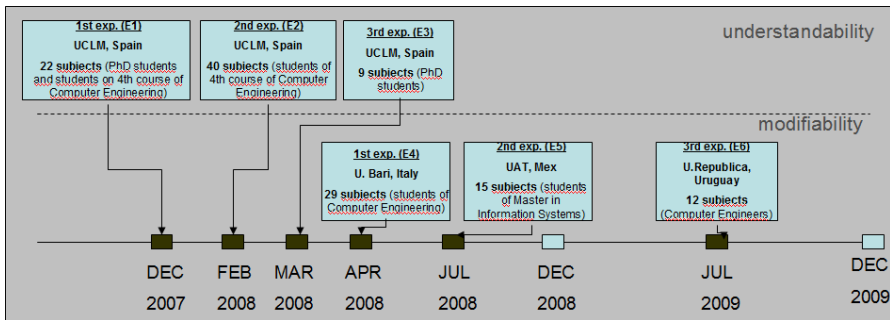 1st exp. (E1)
UCLM, Spain
22 subjects (PhD students
and students on 4th course of
Computer Engineering)
2nd exp. (E2)
UCLM, Spain
40 subjects (students of
4th course of Computer
Engineering)
3rd exp. (E3)
UCLM, Spain
9 subjects (PhD
students)
understandability
modifiability
1st exp. (E4)
U. Bari, Italy
29 subjects (students of
Computer Engineering)
2nd exp. (E5)
UAT, Mex
15 subjects (students
of Master in
Information Systems)
3rd exp. (E6)
U.Republica,
Uruguay
12 subjects
(Computer Engineers)
DEC
2007
FEB
2008
MAR
2008
APR
2008
JUL
2008
DEC
2008
JUL
2009
DEC
2009